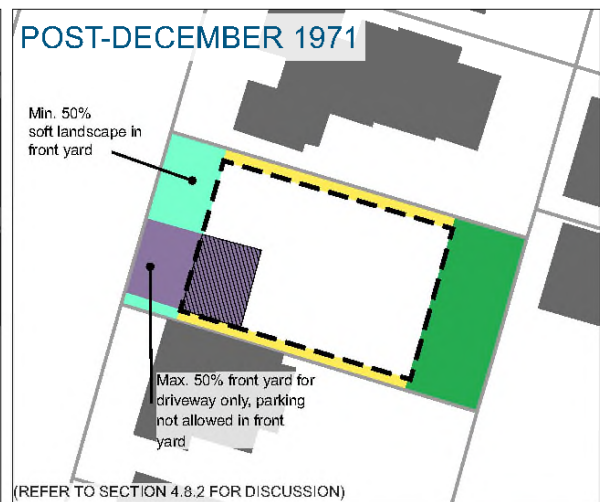 POST-DECEMBER 1971
Min. 50%
soft landscape in
front yard
Max. 50% front yard for
driveway only, parking
not allowed in front
yard
(REFER TO SECTION 4.8.2 FOR DISCUSSION)